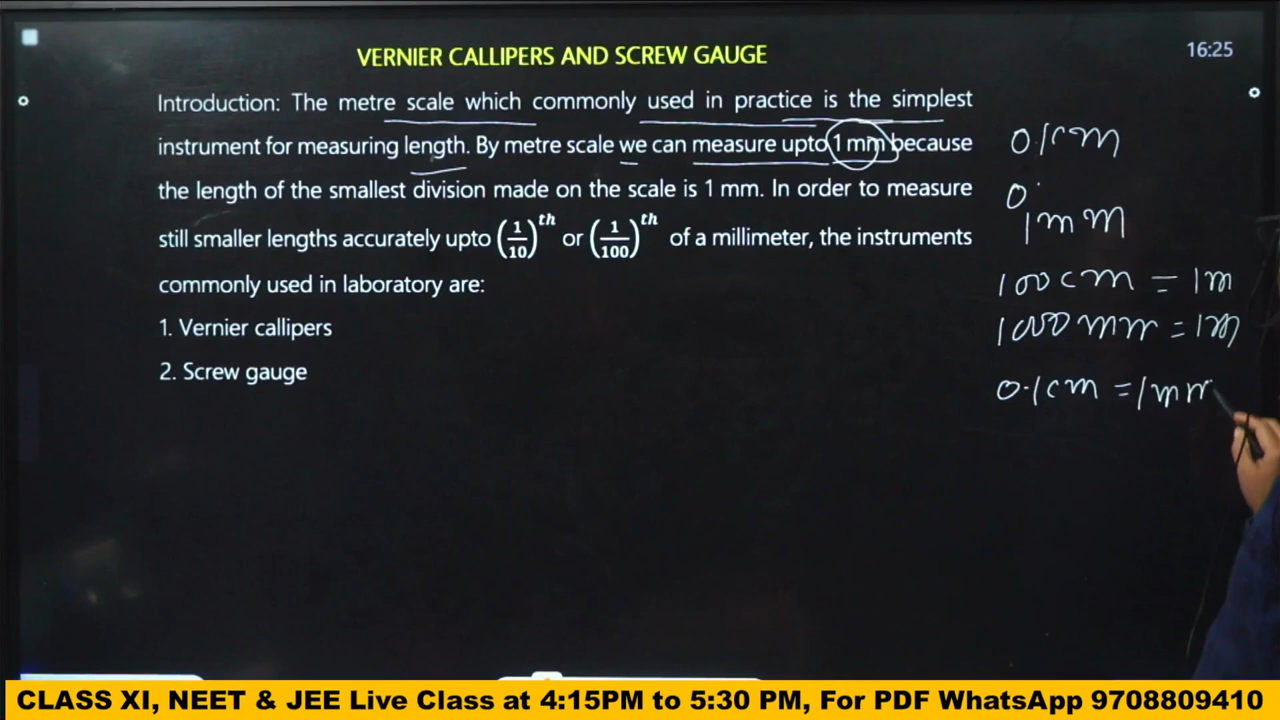 VERNIER CALLIPERS AND SCREW GAUGE
16:25
Introduction: The metre scale which commonly used in practice is the simplest
instrument for measuring length. By metre scale we can measure upto 1 mm because
the length of the smallest division made on the scale is 1 mm. In order to measure
still smaller lengths accurately upto (1/10)^th or (1/100)^th of a millimeter, the instruments
commonly used in laboratory are:
1. Vernier callipers
2. Screw gauge
0.1cm
0.
1mm
100cm = 1m
1000mm = 1m
0.1cm = 1mm
CLASS XI, NEET & JEE Live Class at 4:15PM to 5:30 PM, For PDF WhatsApp 9708809410